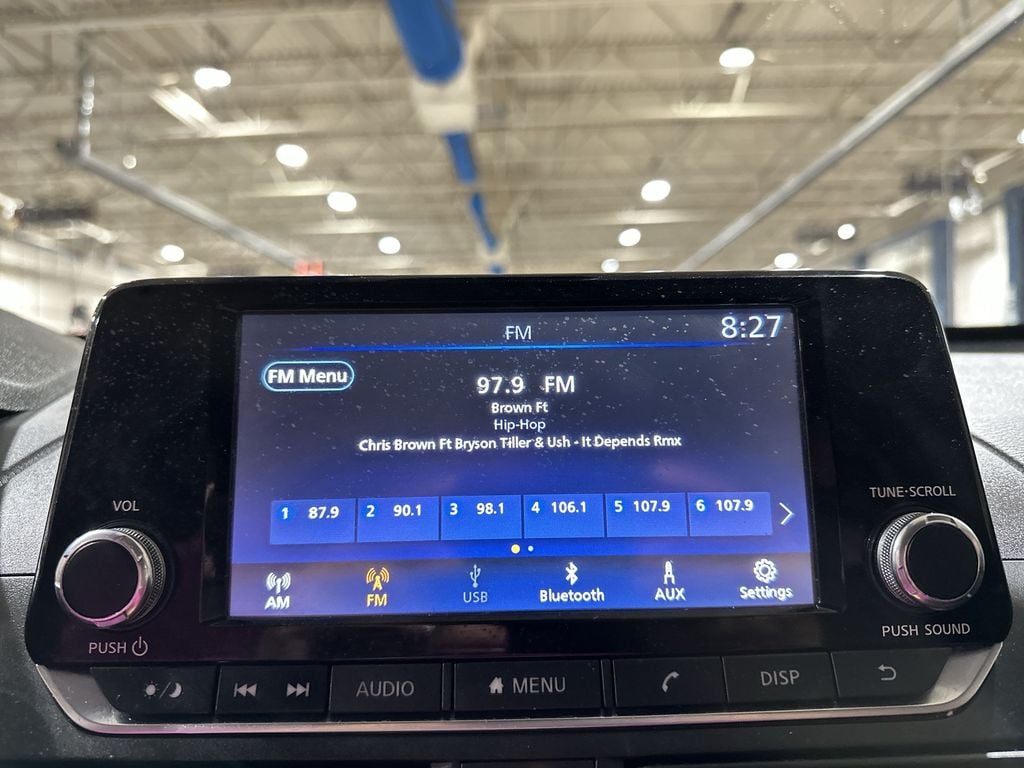 FM
8:27
FM Menu
97.9 FM
Brown Ft
Hip-Hop
Chris Brown Ft Bryson Tiller & Ush - It Depends Rmx
1 87.9
2 90.1
3 98.1
4 106.1
5 107.9
6 107.9
AM
FM
USB
Bluetooth
AUX
Settings
VOL
PUSH
TUNE·SCROLL
PUSH SOUND
AUDIO
MENU
DISP